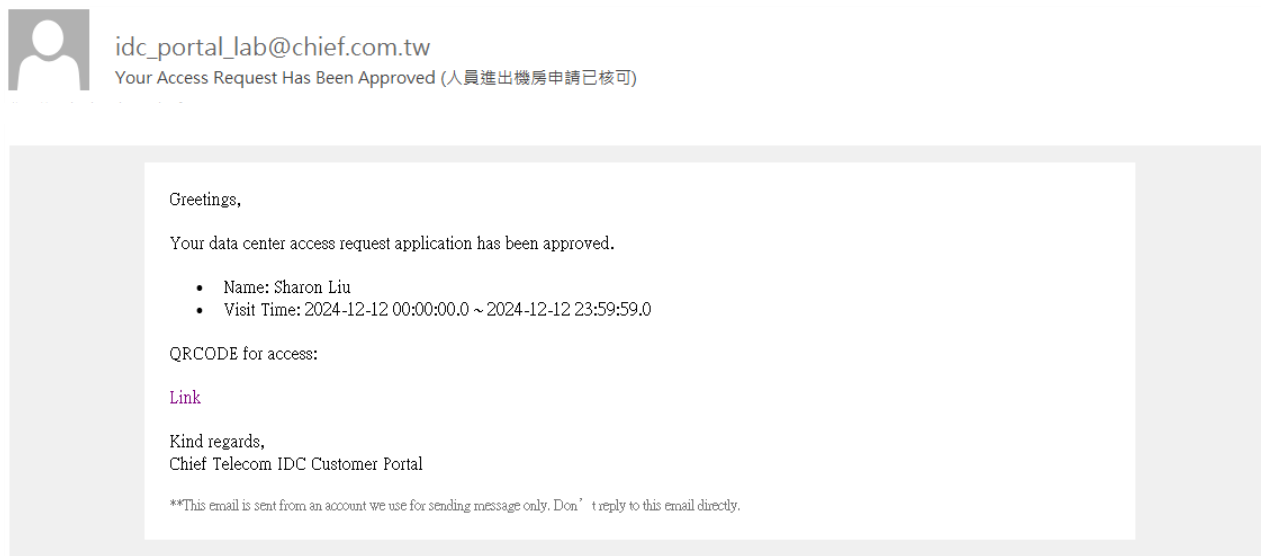 idc_portal_lab@chief.com.tw
Your Access Request Has Been Approved (人員進出機房申請已核可)
Greetings,
Your data center access request application has been approved.
• Name: Sharon Liu
• Visit Time: 2024-12-12 00:00:00.0 ~ 2024-12-12 23:59:59.0
QRCODE for access:
Link
Kind regards,
Chief Telecom IDC Customer Portal
**This email is sent from an account we use for sending message only. Don’t reply to this email directly.